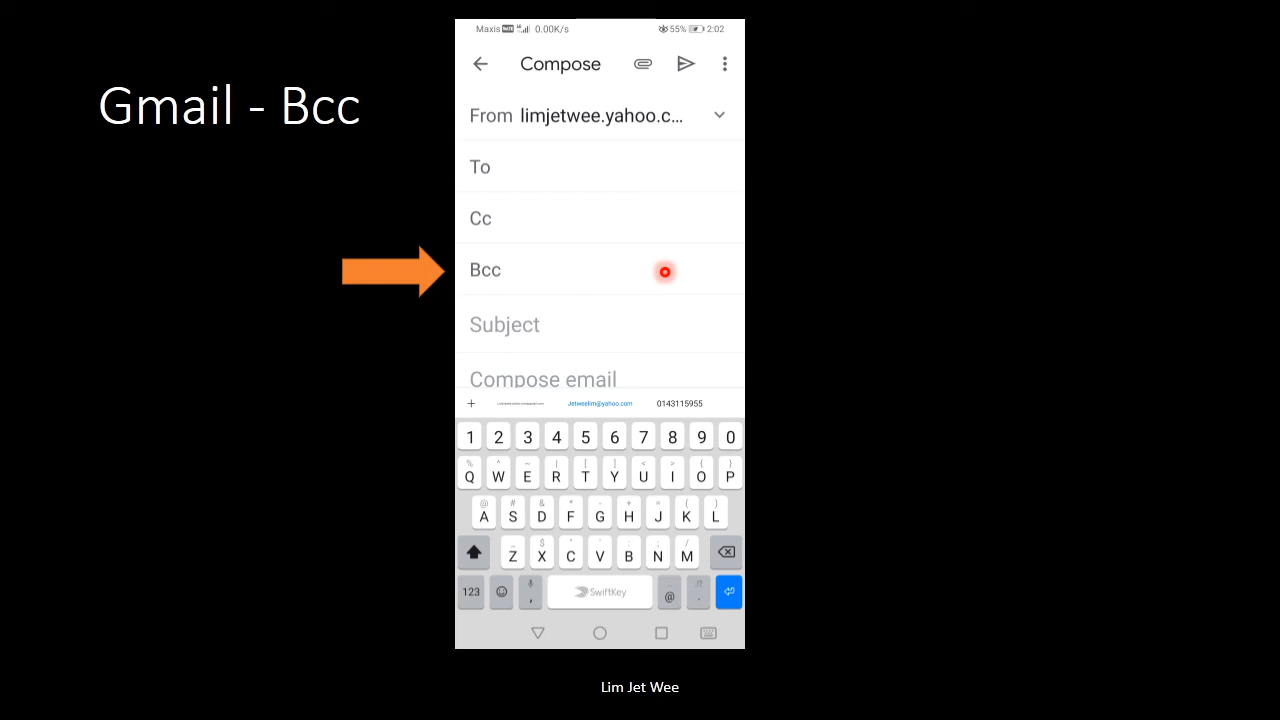 Gmail - Bcc
Maxis 0.00K/s 55% 2:02
Compose
From limjetwee.yahoo.c...
To
Cc
Bcc
Subject
Compose email
+ Jetweelim@yahoo.com 0143115955
1 2 3 4 5 6 7 8 9 0
% ^ ~ | [ ] < > { }
Q W E R T Y U I O P
@ # & * - + = ( )
A S D F G H J K L
_ $ " ' : ; /
Z X C V B N M
123 , SwiftKey @ .
Lim Jet Wee